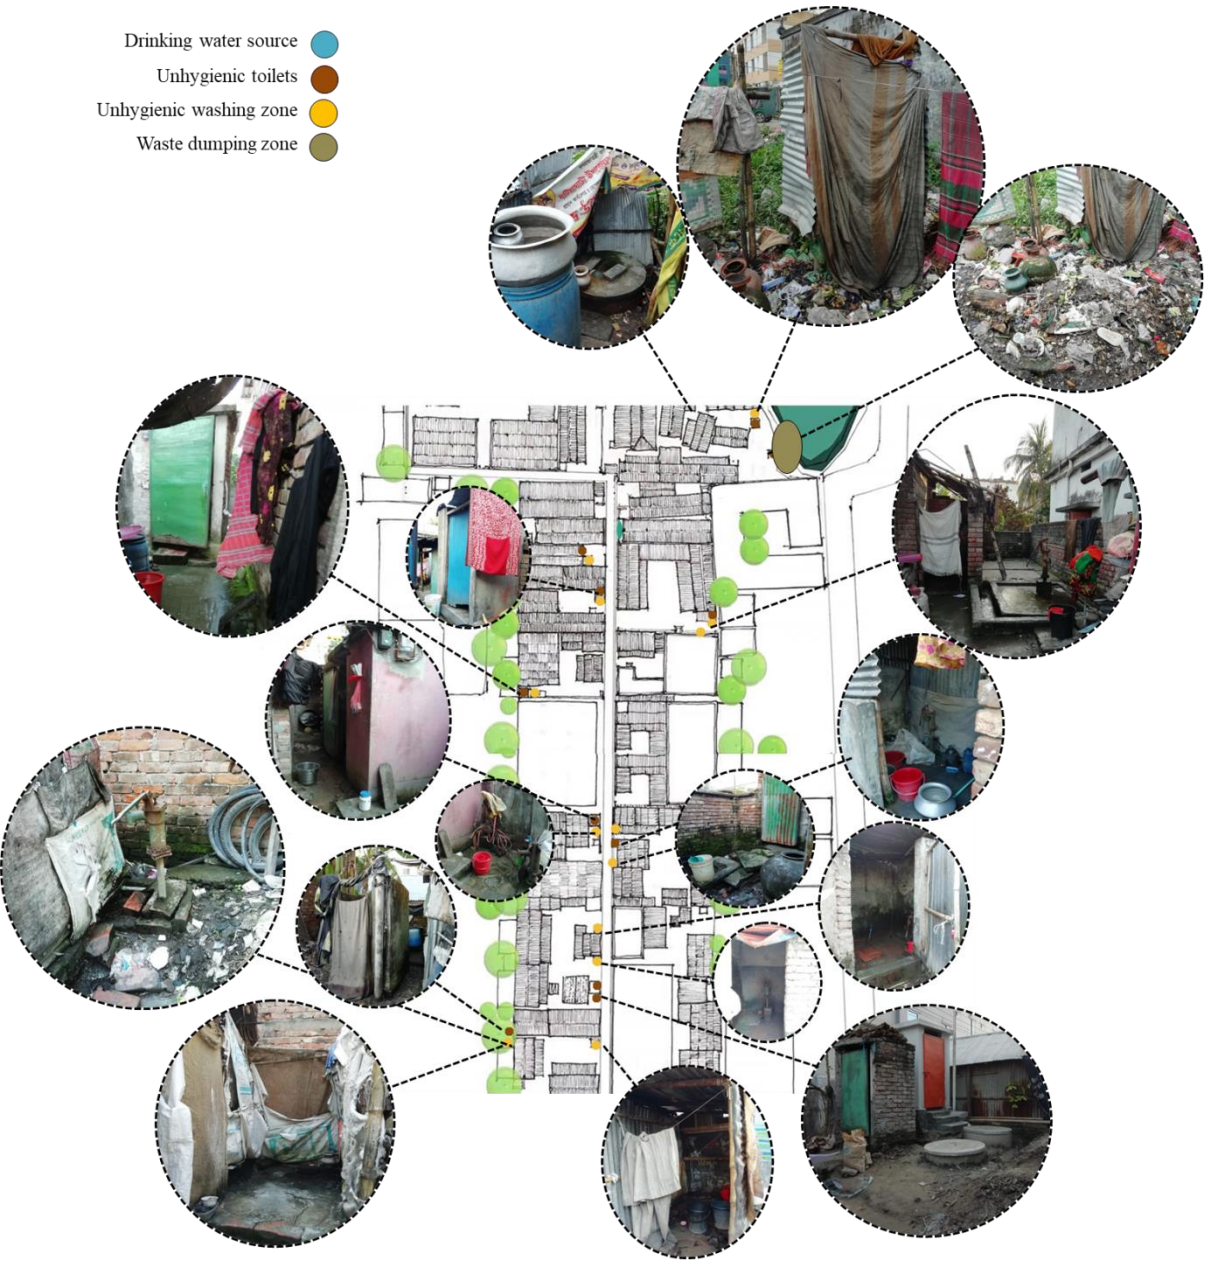 Drinking water source
Unhygienic toilets
Unhygienic washing zone
Waste dumping zone